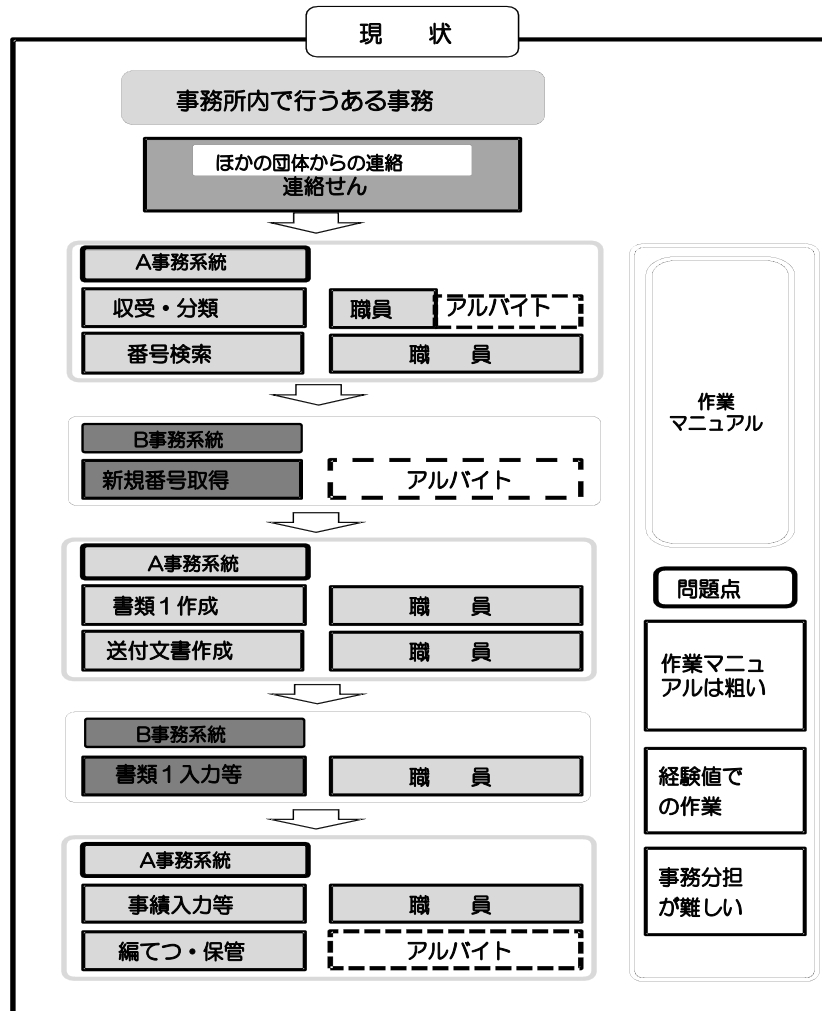 現 状
事務所内で行うある事務
ほかの団体からの連絡
連絡せん
A事務系統
収受・分類 職員 アルバイト
番号検索 職 員
B事務系統
新規番号取得 アルバイト
A事務系統
書類1作成 職 員
送付文書作成 職 員
B事務系統
書類1入力等 職 員
A事務系統
事績入力等 職 員
編てつ・保管 アルバイト
作業
マニュアル
問題点
作業マニュ
アルは粗い
経験値で
の作業
事務分担
が難しい